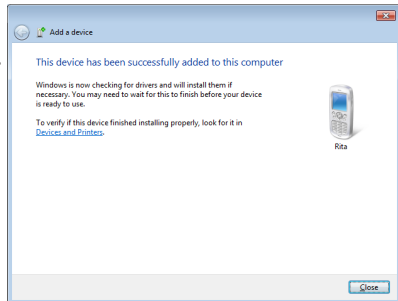 Add a device
This device has been successfully added to this computer
Windows is now checking for drivers and will install them if
necessary. You may need to wait for this to finish before your device
is ready to use.
To verify if this device finished installing properly, look for it in
Devices and Printers.
Rita
Close